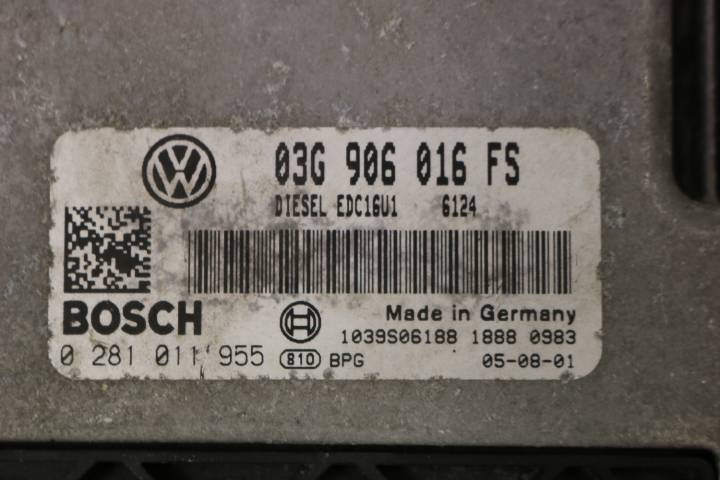 03G 906 016 FS
DIESEL EDC16U1 6124
BOSCH
Made in Germany
1039S06188 1888 0983
0 281 011 955 810 BPG 05-08-01